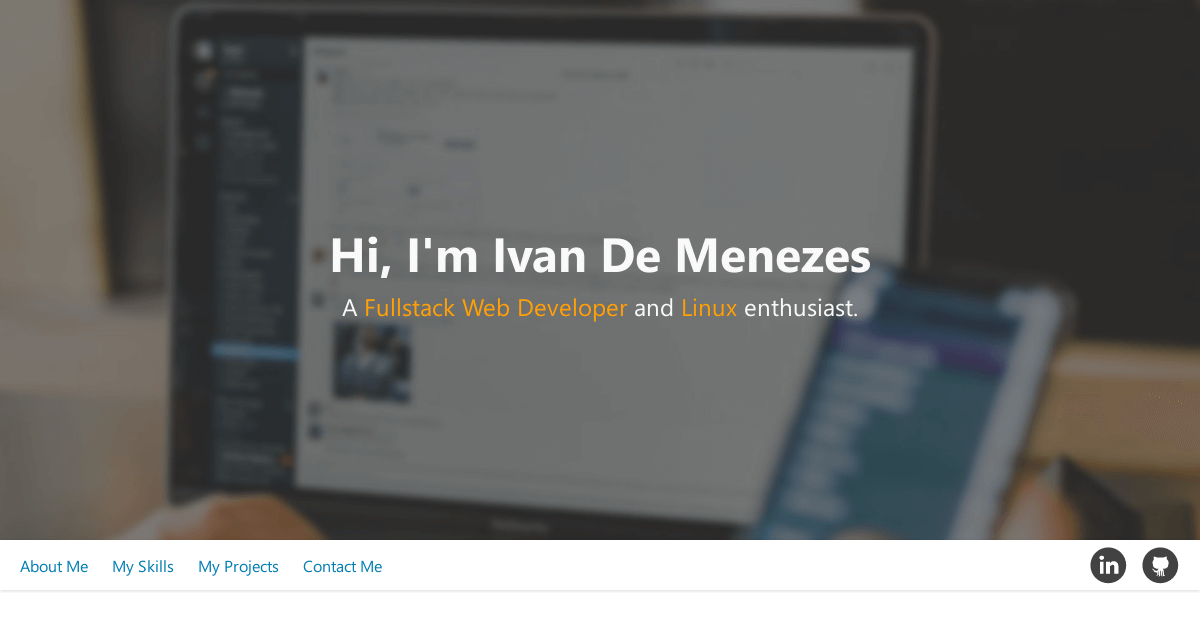 Hi, I'm Ivan De Menezes
A Fullstack Web Developer and Linux enthusiast.
About Me My Skills My Projects Contact Me
in